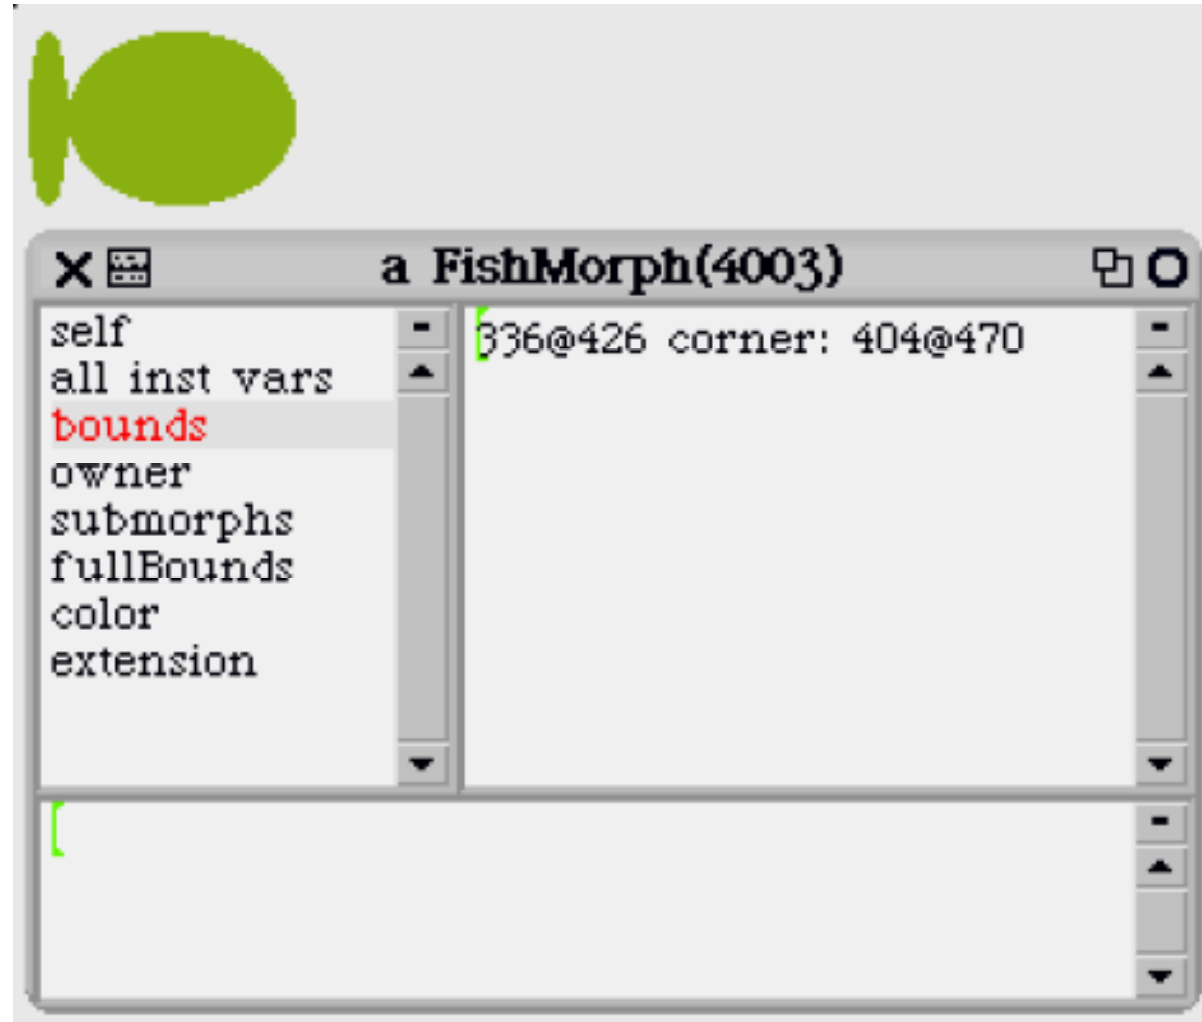 a FishMorph(4003)
self
all inst vars
bounds
owner
submorphs
fullBounds
color
extension
336@426 corner: 404@470